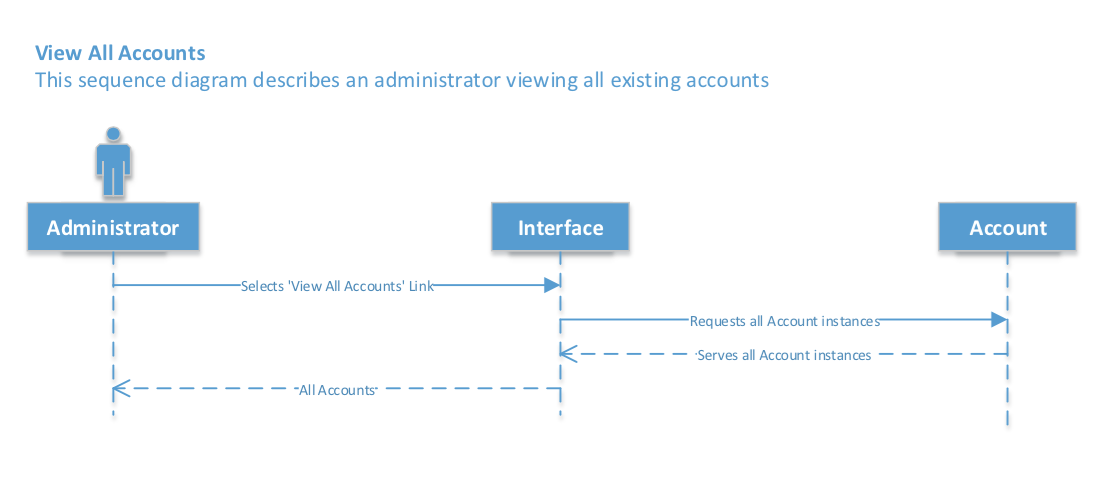 View All Accounts
This sequence diagram describes an administrator viewing all existing accounts
Administrator
Interface
Account
Selects 'View All Accounts' Link
Requests all Account instances
Serves all Account instances
All Accounts